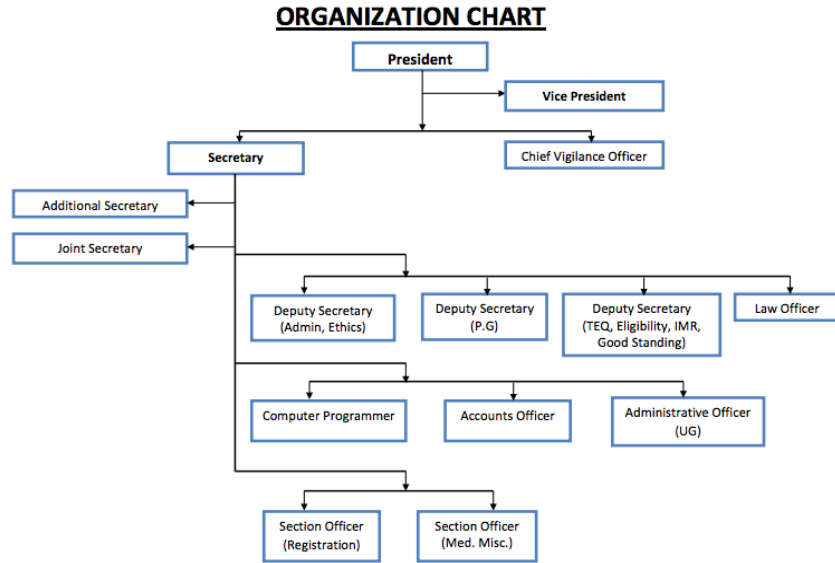 ORGANIZATION CHART
President
Vice President
Secretary
Chief Vigilance Officer
Additional Secretary
Joint Secretary
Deputy Secretary
(Admin, Ethics)
Deputy Secretary
(P.G)
Deputy Secretary
(TEQ, Eligibility, IMR,
Good Standing)
Law Officer
Computer Programmer
Accounts Officer
Administrative Officer
(UG)
Section Officer
(Registration)
Section Officer
(Med. Misc.)